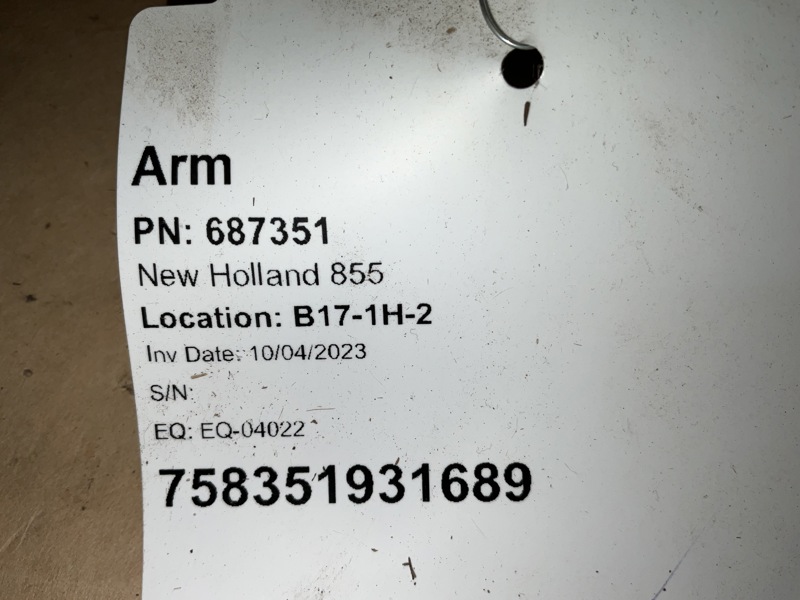 Arm
PN: 687351
New Holland 855
Location: B17-1H-2
Inv Date: 10/04/2023
S/N:
EQ: EQ-04022
758351931689